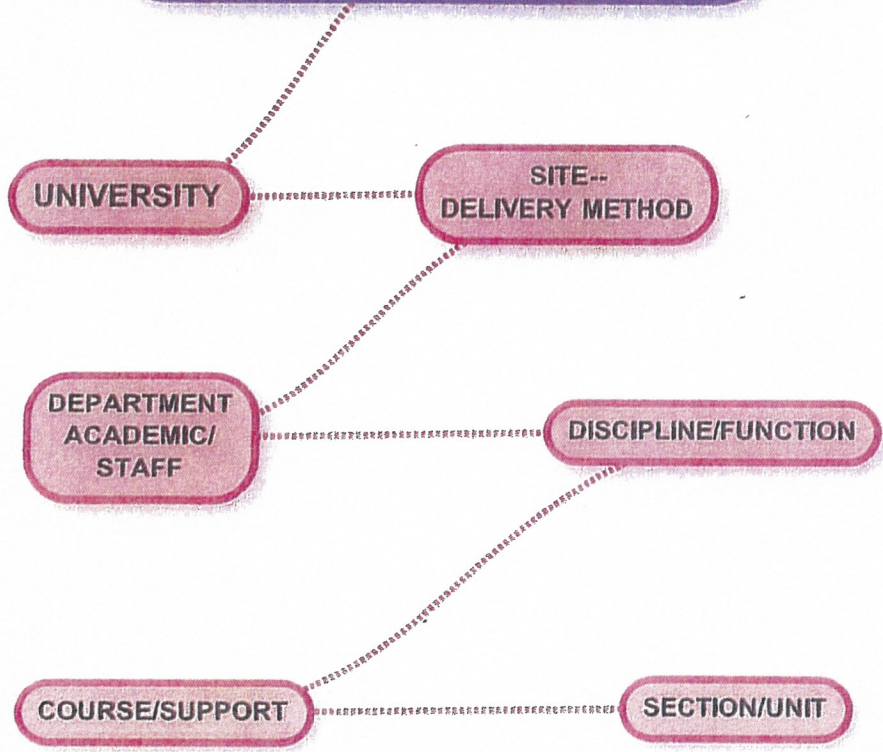 UNIVERSITY
SITE--
DELIVERY METHOD
DEPARTMENT
ACADEMIC/
STAFF
DISCIPLINE/FUNCTION
COURSE/SUPPORT
SECTION/UNIT